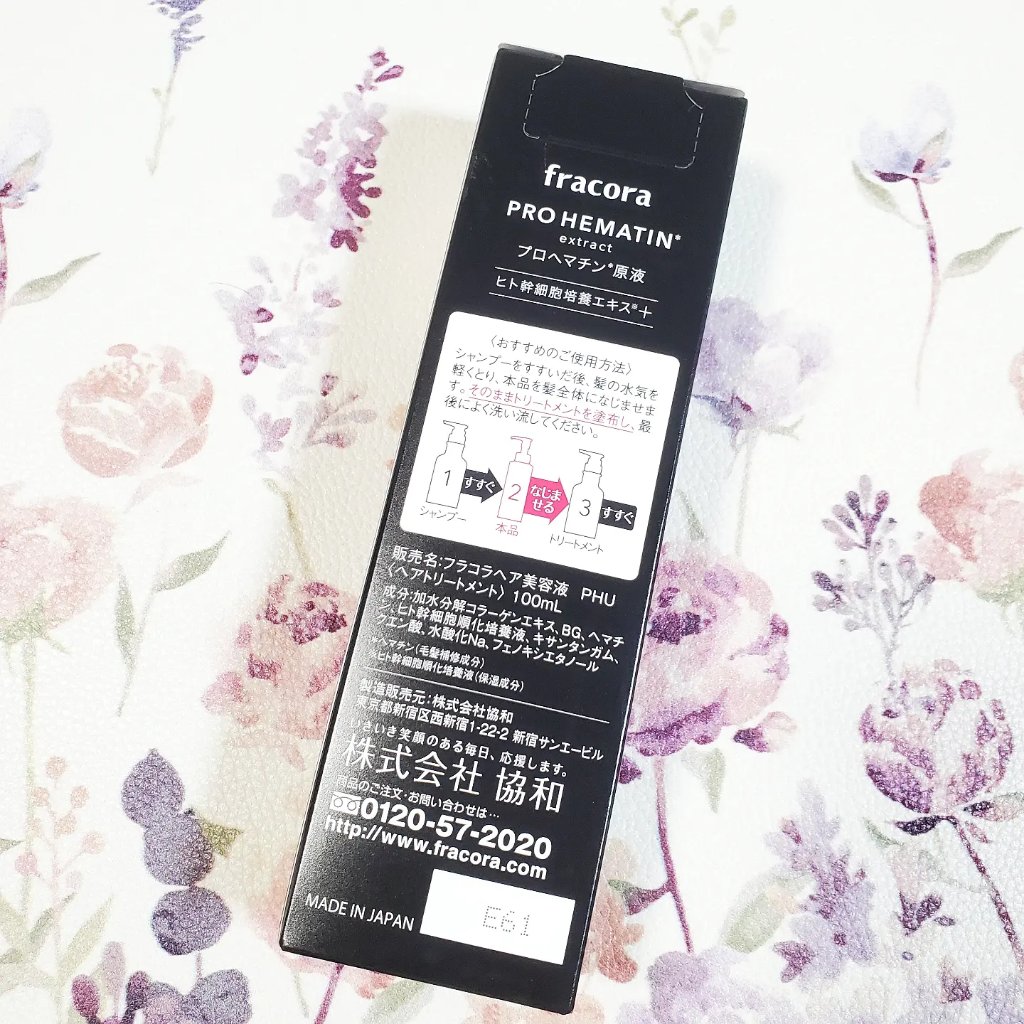 fracora
PRO HEMATIN*
extract
プロヘマチン*原液
ヒト幹細胞培養エキス※+
〈おすすめのご使用方法〉
シャンプーをすすいだ後、髪の水気を
軽くとり、本品を髪全体になじませま
す。そのままトリートメントを塗布し、最
後によく洗い流してください。
1 すすぐ 2 なじま
せる 3 すすぐ
シャンプー 本品 トリートメント
販売名:フラコラヘア美容液 PHU
〈ヘアトリートメント〉 100mL
成分:加水分解コラーゲンエキス、BG、ヘマチ
ン、ヒト幹細胞順化培養液、キサンタンガム、
クエン酸、水酸化Na、フェノキシエタノール
*ヘマチン(毛髪補修成分)
ヒト幹細胞順化培養液(保湿成分)
製造販売元:株式会社協和
東京都新宿区西新宿1-22-2 新宿サンエービル
いきいき笑顔のある毎日、応援します。
株式会社 協和
商品のご注文・お問い合わせは…
0120-57-2020
http://www.fracora.com
MADE IN JAPAN
E61